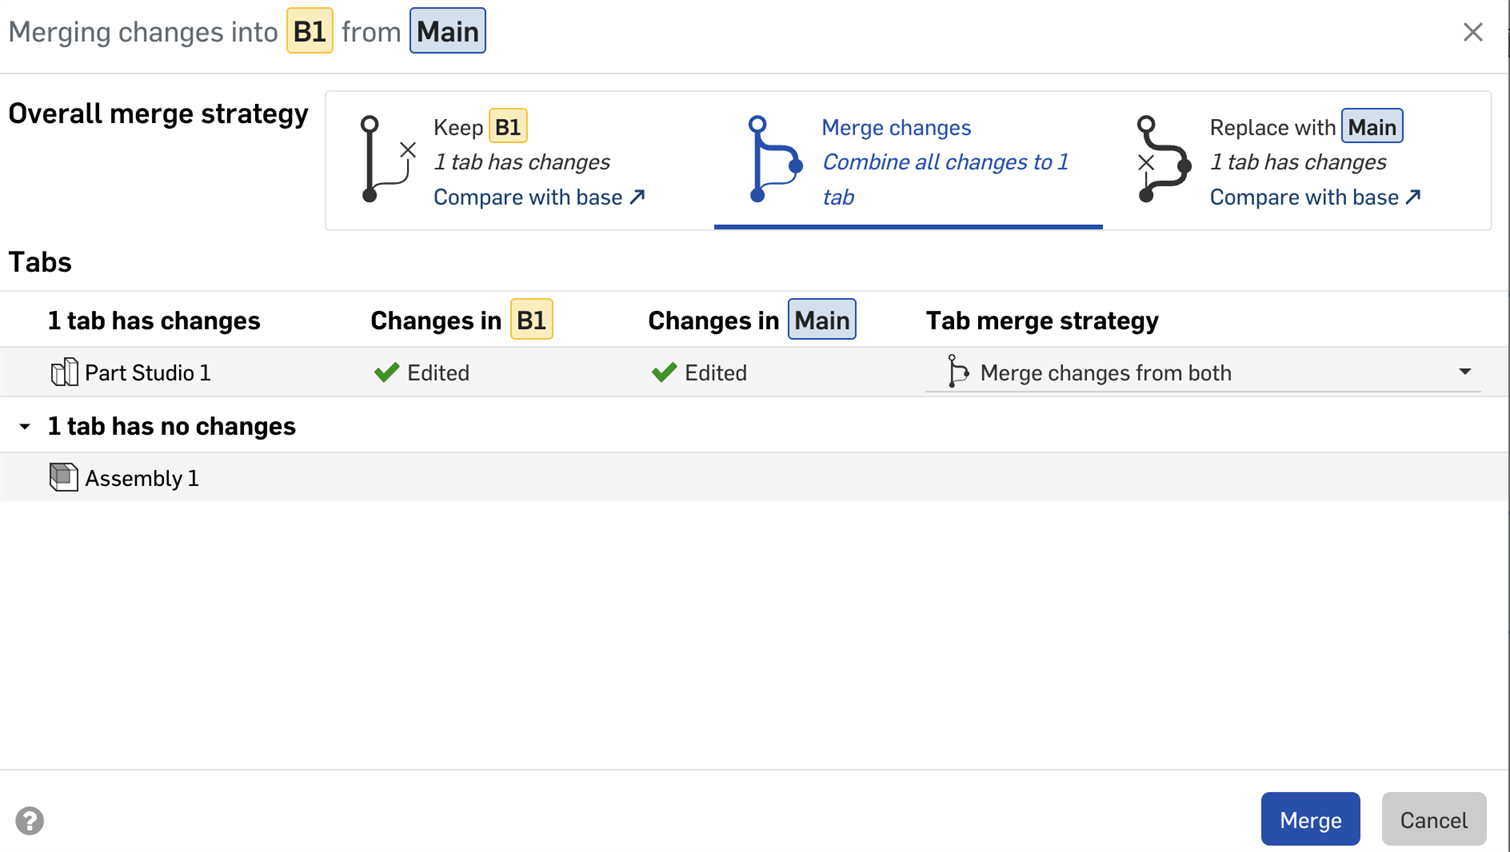 Merging changes into B1 from Main
Overall merge strategy
Keep B1
1 tab has changes
Compare with base
Merge changes
Combine all changes to 1
tab
Replace with Main
1 tab has changes
Compare with base
Tabs
1 tab has changes Changes in B1 Changes in Main Tab merge strategy
Part Studio 1 Edited Edited Merge changes from both
1 tab has no changes
Assembly 1
? Merge Cancel